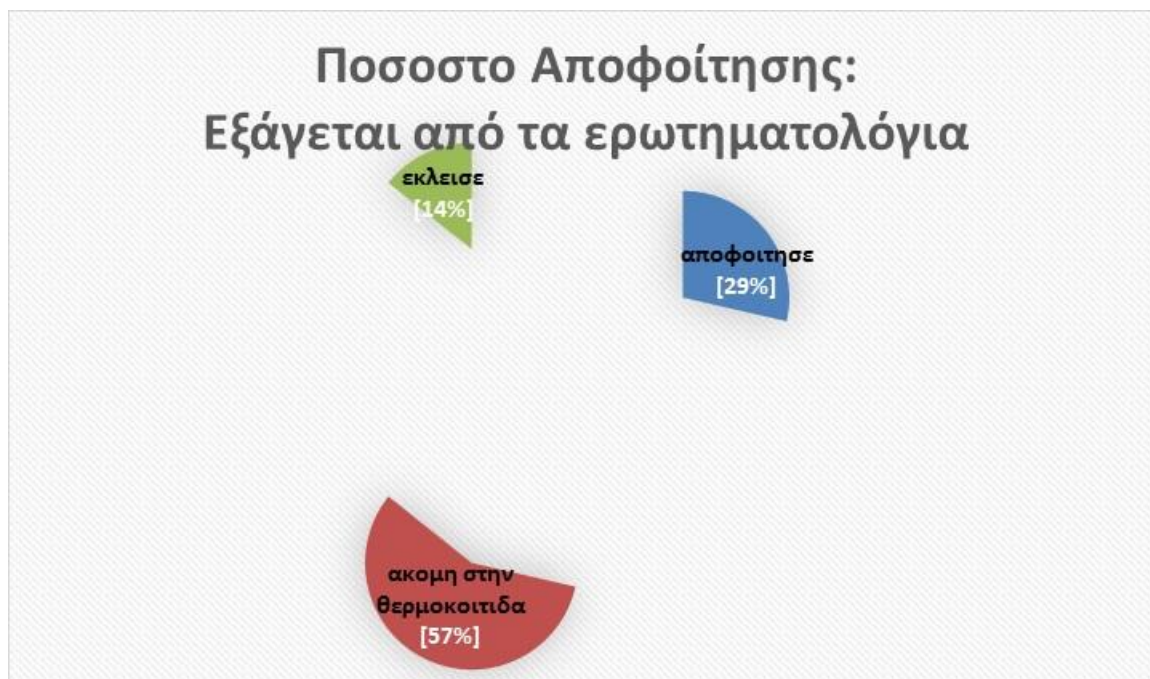 Ποσοστο Αποφοίτησης:
Εξάγεται από τα ερωτηματολόγια
εκλεισε
[14%]
αποφοιτησε
[29%]
ακομη στην
θερμοκοιτιδα
[57%]